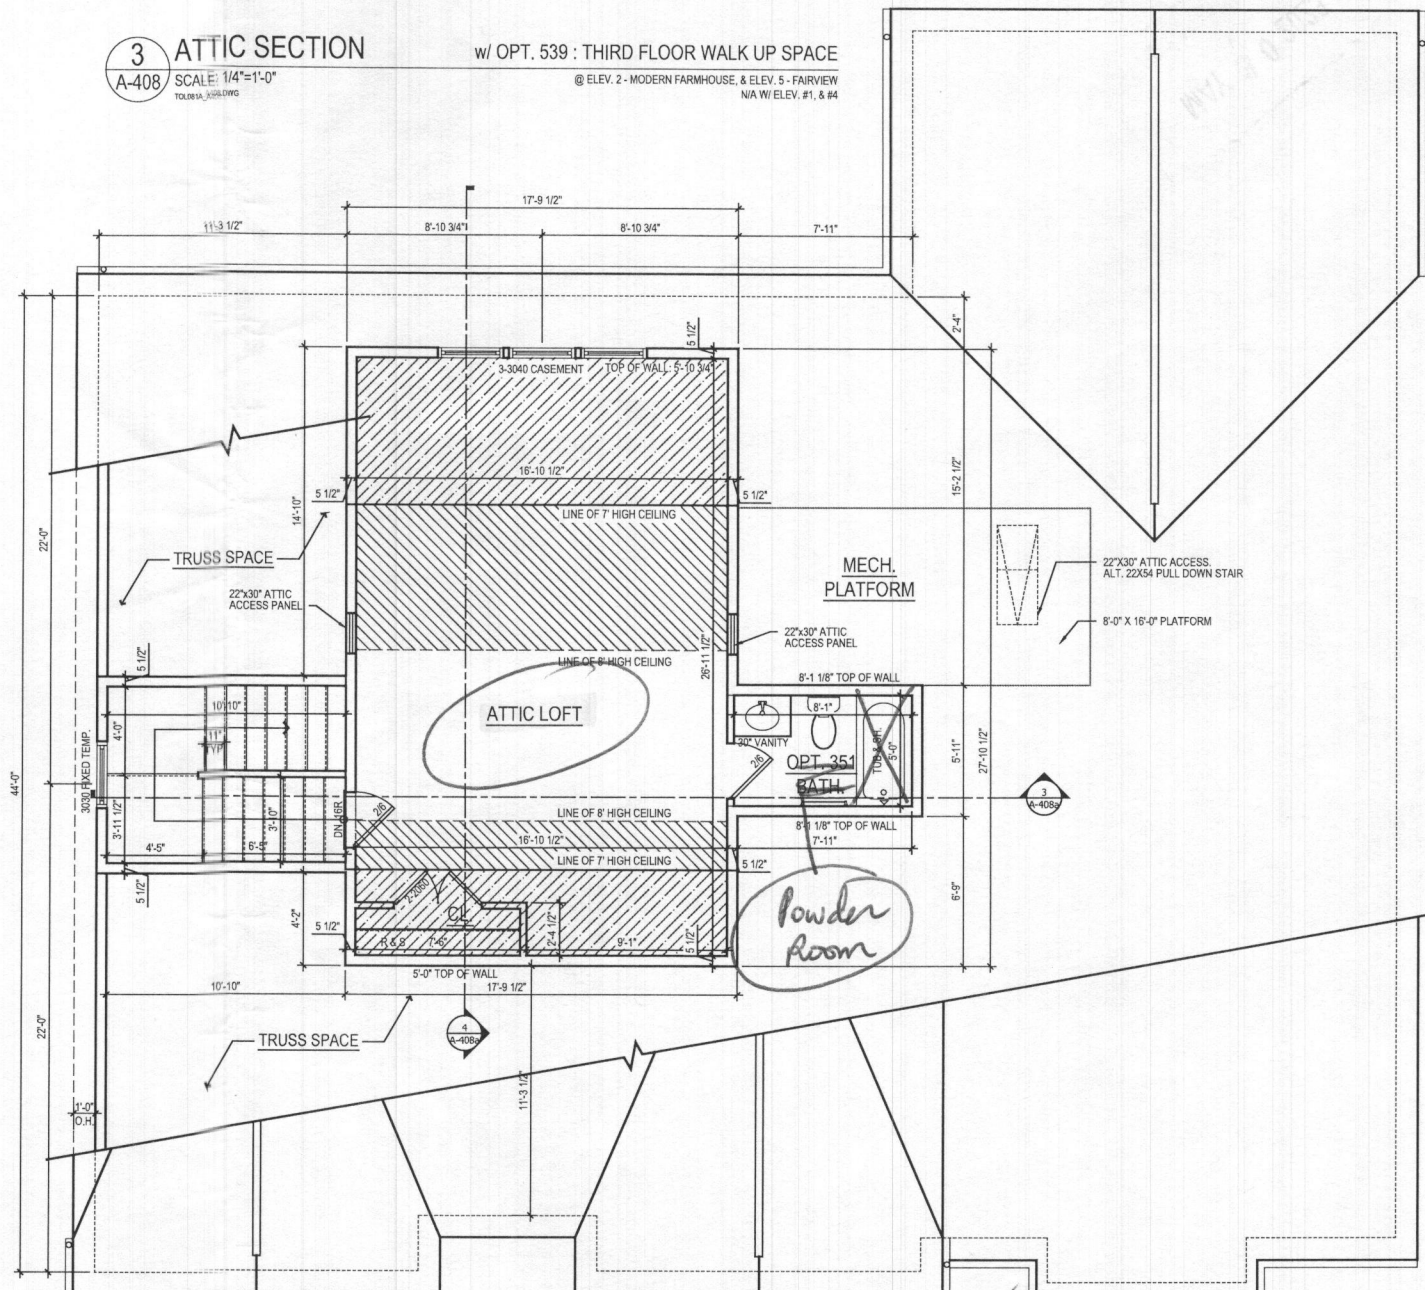 3
A-408
ATTIC SECTION
SCALE: 1/4"=1'-0"
w/ OPT. 539 : THIRD FLOOR WALK UP SPACE
@ ELEV. 2 - MODERN FARMHOUSE, & ELEV. 5 - FAIRVIEW
N/A W/ ELEV. #1, & #4
17'-9 1/2"
11'-3 1/2"
8'-10 3/4"
8'-10 3/4"
7'-11"
2'-4"
5 1/2"
3-3040 CASEMENT
TOP OF WALL: 5'-10 3/4"
16'-10 1/2"
5 1/2"
5 1/2"
14'-10"
15'-2 1/2"
22'-0"
LINE OF 7' HIGH CEILING
TRUSS SPACE
MECH.
PLATFORM
22"X30" ATTIC ACCESS.
ALT. 22X54 PULL DOWN STAIR
22"x30" ATTIC
ACCESS PANEL
8'-0" X 16'-0" PLATFORM
22"x30" ATTIC
ACCESS PANEL
5 1/2"
LINE OF 8' HIGH CEILING
26'-11 1/2"
8'-1 1/8" TOP OF WALL
10'-10"
4'-0"
11"
TYP
ATTIC LOFT
8'-1"
30" VANITY
TUB & SH.
5'-0"
OPT. 351
BATH.
2/6
5'-11"
27'-10 1/2"
3030 FIXED TEMP.
44'-0"
3
A-408a
3'-11 1/2"
3'-10"
DN. 16R
2/6
LINE OF 8' HIGH CEILING
8'-1 1/8" TOP OF WALL
4'-5"
6'-5"
16'-10 1/2"
7'-11"
LINE OF 7' HIGH CEILING
5 1/2"
5 1/2"
2-2060
CL.
4'-2"
5 1/2"
R & S
7'-6"
2'-4 1/2"
9'-1"
5 1/2"
6'-9"
Powder
Room
5'-0" TOP OF WALL
10'-10"
17'-9 1/2"
22'-0"
TRUSS SPACE
4
A-408a
11'-3 1/2"
1'-0"
O.H.